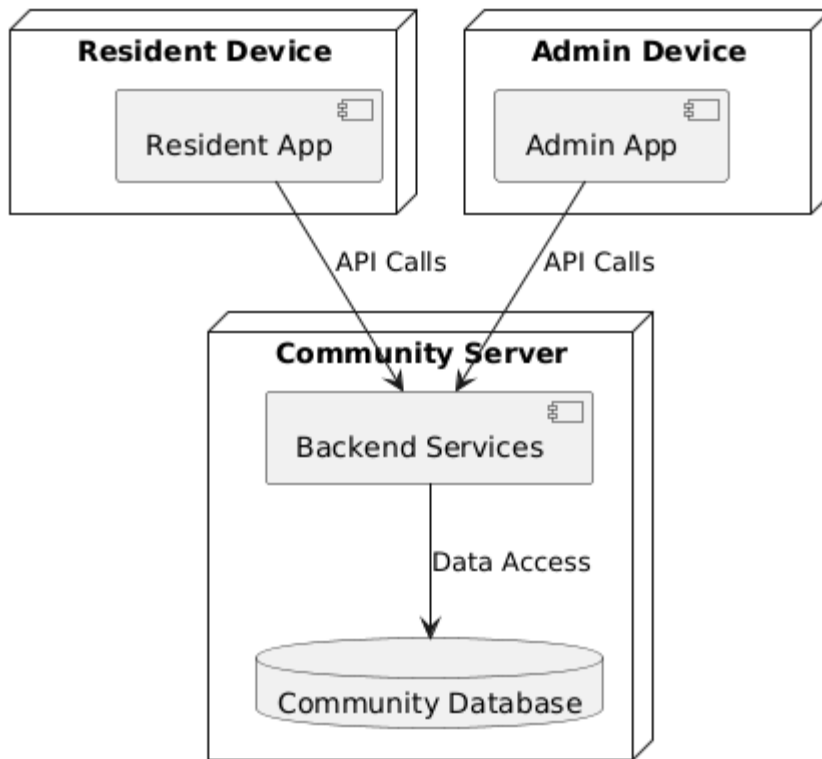 Resident Device
Admin Device
Resident App
Admin App
API Calls
API Calls
Community Server
Backend Services
Data Access
Community Database